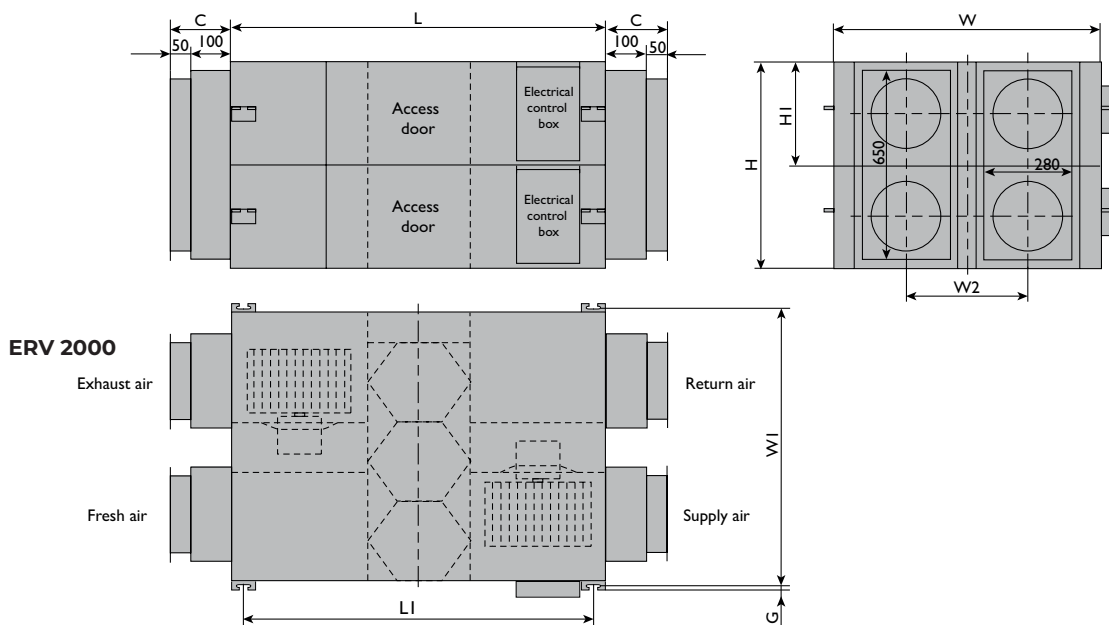 C
L
C
50
100
100
50
Access
door
Electrical
control
box
Access
door
Electrical
control
box
W
H
H1
650
280
W2
ERV 2000
Exhaust air
Return air
Fresh air
Supply air
W1
L1
G